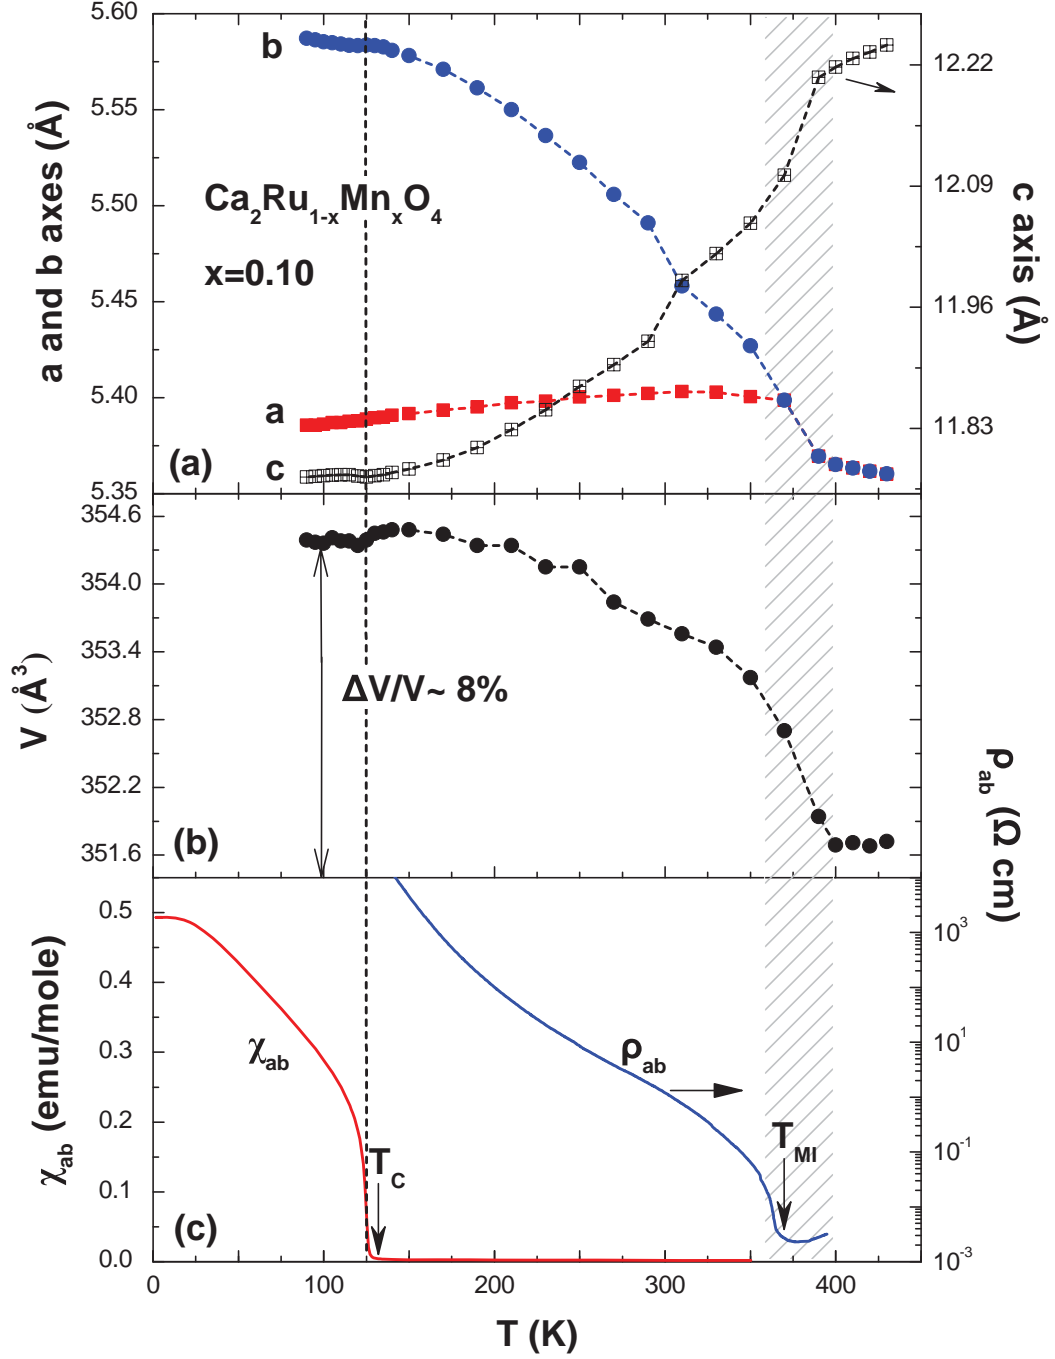 5.60
5.55
5.50
5.45
5.40
5.35
a and b axes (Å)
b
Ca₂Ru₁₋ₓMnₓO₄
x=0.10
a
c
(a)
12.22
12.09
11.96
11.83
c axis (Å)
354.6
354.0
353.4
352.8
352.2
351.6
V (Å³)
ΔV/V~ 8%
(b)
ρab (Ω cm)
0.5
0.4
0.3
0.2
0.1
0.0
χab (emu/mole)
χab
ρab
TC
TMI
(c)
10³
10¹
10⁻¹
10⁻³
0
100
200
300
400
T (K)